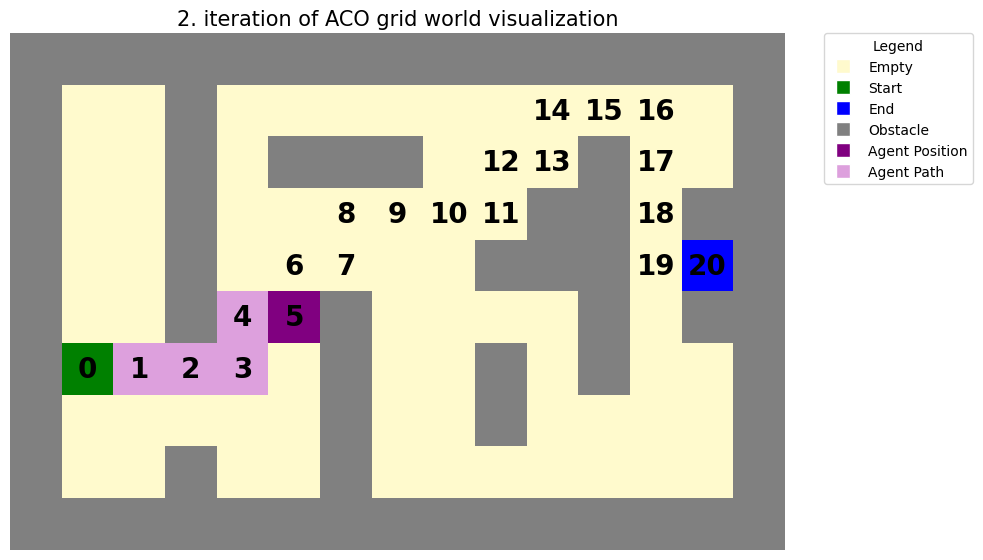 2. iteration of ACO grid world visualization
Legend
Empty
Start
End
Obstacle
Agent Position
Agent Path
14 15 16
12 13 17
8 9 10 11 18
6 7 19 20
4 5
0 1 2 3